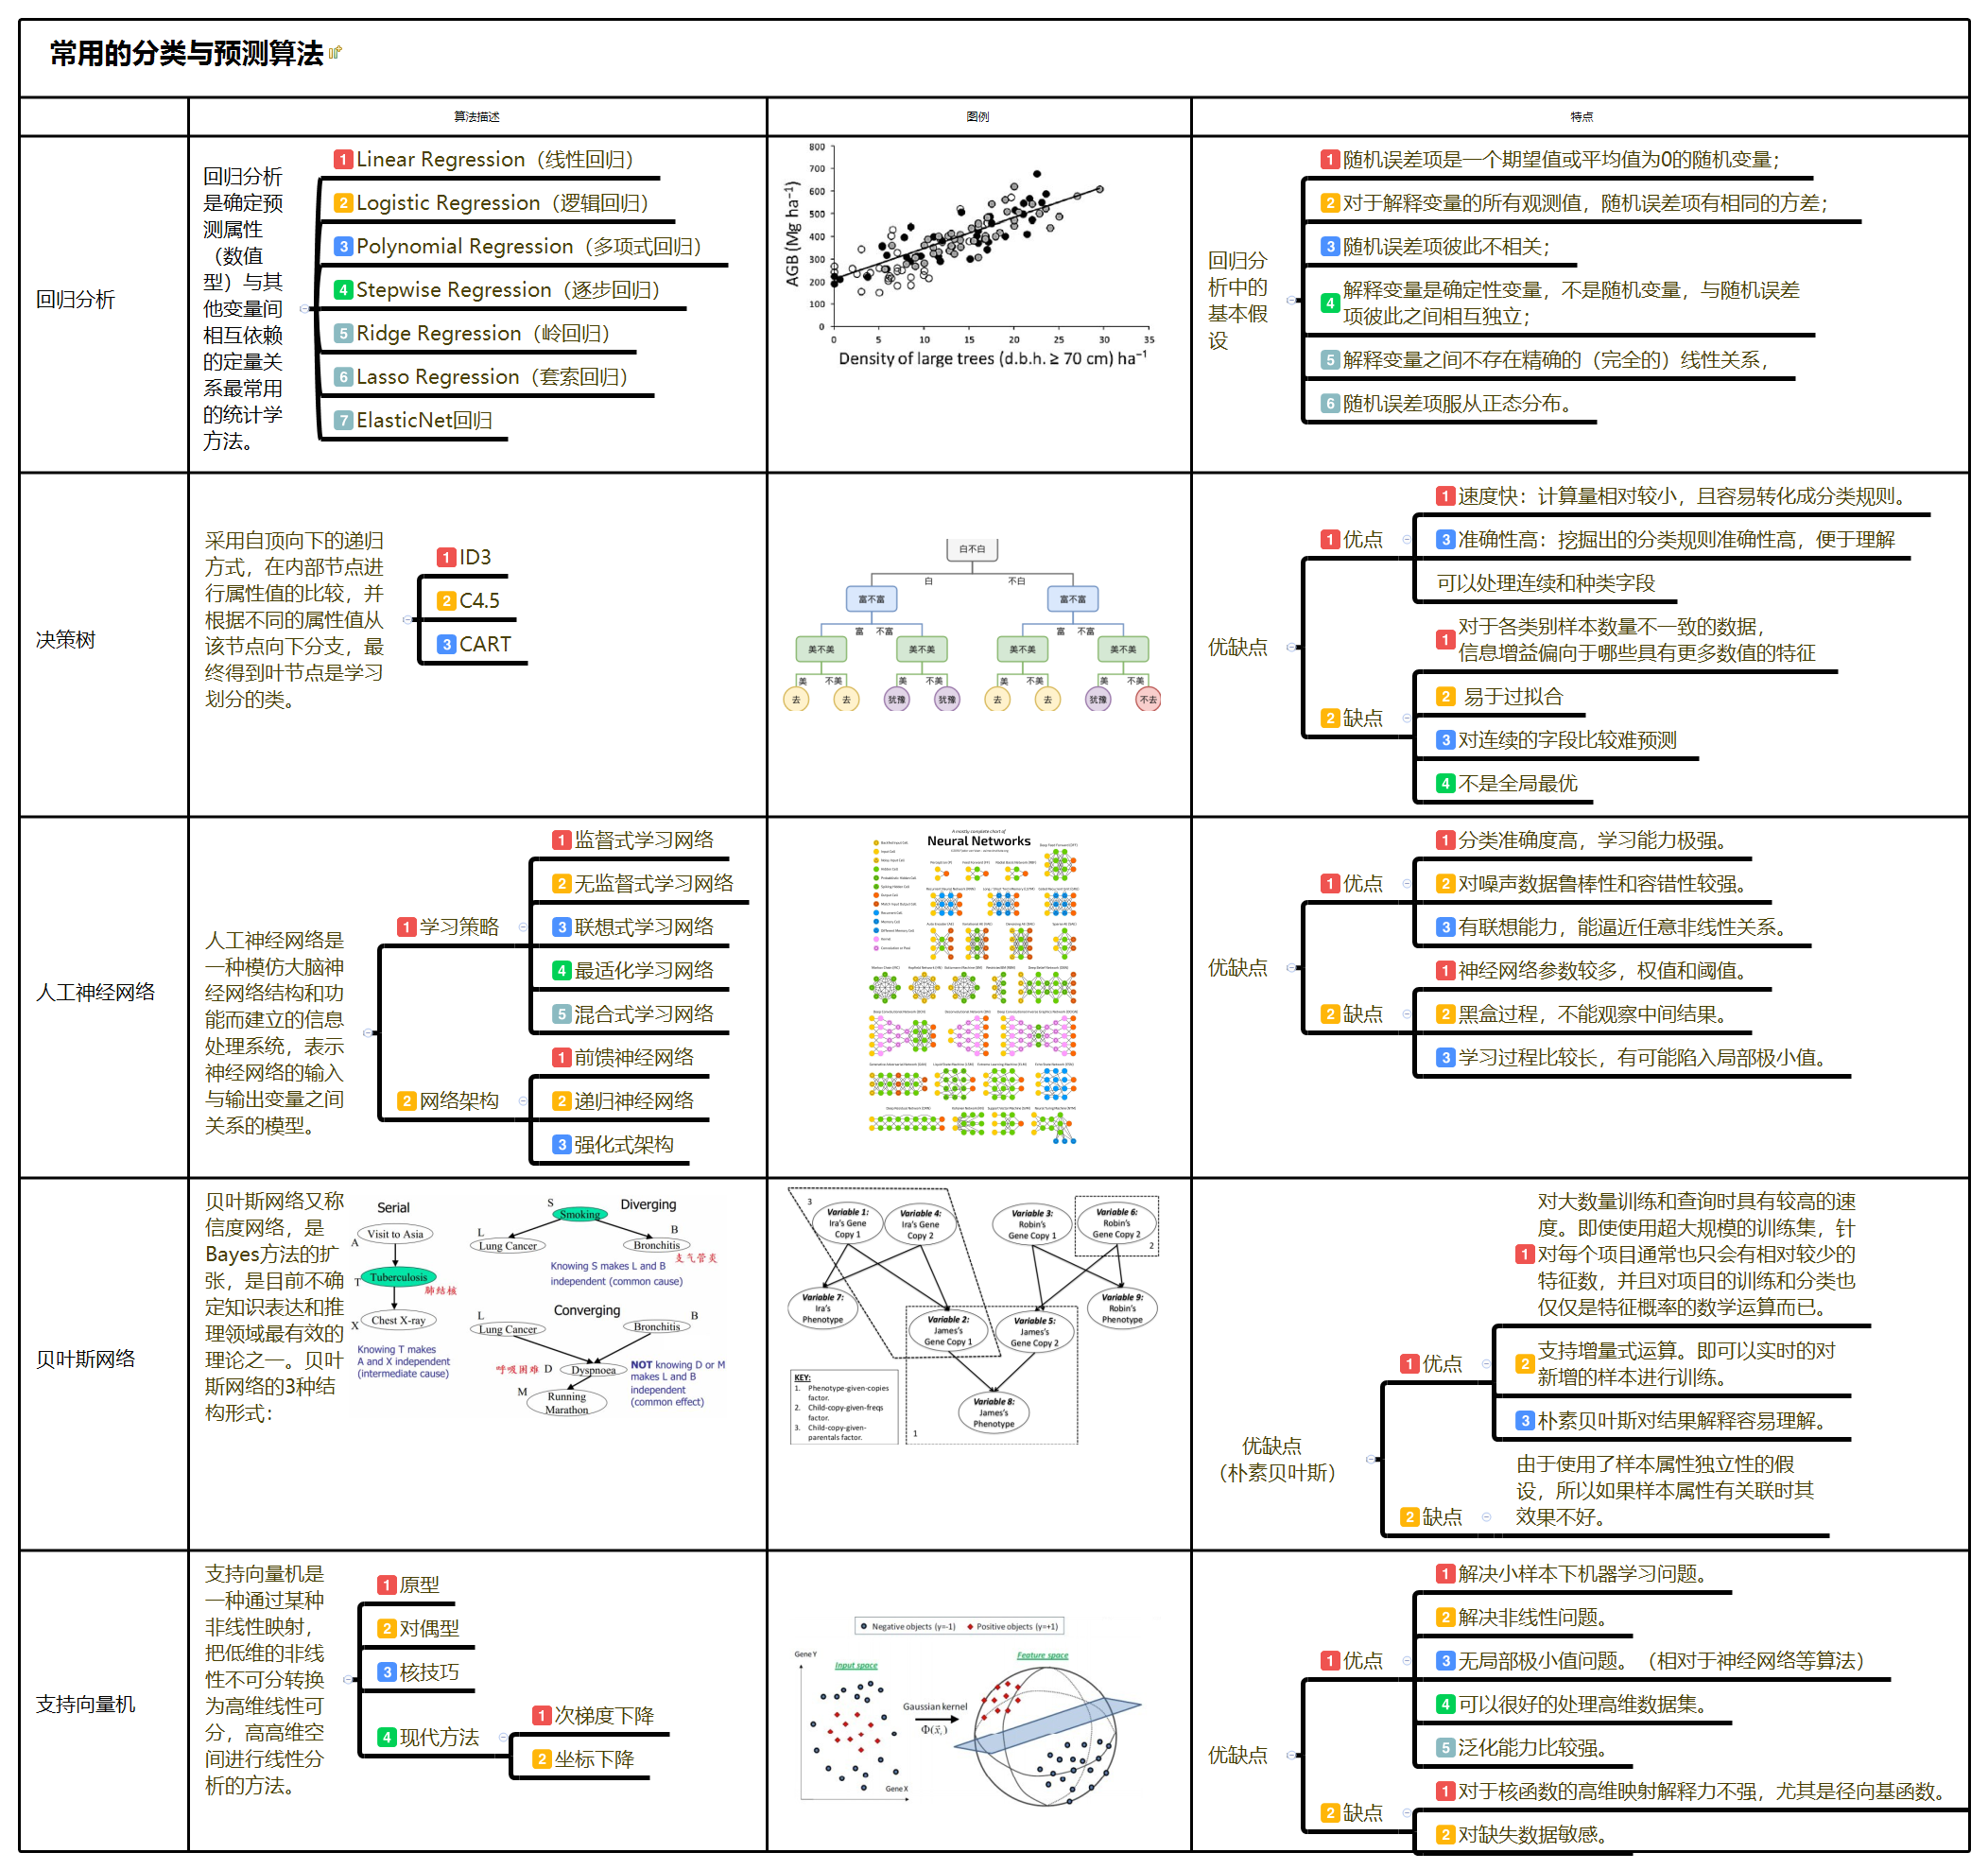 常用的分类与预测算法
算法描述
图例
特点
回归分析
回归分析
是确定预
测属性
（数值
型）与其
他变量间
相互依赖
的定量关
系最常用
的统计学
方法。
1 Linear Regression（线性回归）
2 Logistic Regression（逻辑回归）
3 Polynomial Regression（多项式回归）
4 Stepwise Regression（逐步回归）
5 Ridge Regression（岭回归）
6 Lasso Regression（套索回归）
7 ElasticNet回归
AGB (Mg ha⁻¹)
800
700
600
500
400
300
200
100
0
0 5 10 15 20 25 30 35
Density of large trees (d.b.h. ≥ 70 cm) ha⁻¹
回归分
析中的
基本假
设
1 随机误差项是一个期望值或平均值为0的随机变量；
2 对于解释变量的所有观测值，随机误差项有相同的方差；
3 随机误差项彼此不相关；
4 解释变量是确定性变量，不是随机变量，与随机误差
项彼此之间相互独立；
5 解释变量之间不存在精确的（完全的）线性关系，
6 随机误差项服从正态分布。
决策树
采用自顶向下的递归
方式，在内部节点进
行属性值的比较，并
根据不同的属性值从
该节点向下分支，最
终得到叶节点是学习
划分的类。
1 ID3
2 C4.5
3 CART
白不白
白 不白
富不富 富不富
富 不富 富 不富
美不美 美不美 美不美 美不美
美 不美 美 不美 美 不美 美 不美
去 去 犹豫 犹豫 去 去 犹豫 不去
优缺点
1 优点
1 速度快：计算量相对较小，且容易转化成分类规则。
3 准确性高：挖掘出的分类规则准确性高，便于理解
可以处理连续和种类字段
2 缺点
1 对于各类别样本数量不一致的数据，
信息增益偏向于哪些具有更多数值的特征
2 易于过拟合
3 对连续的字段比较难预测
4 不是全局最优
人工神经网络
人工神经网络是
一种模仿大脑神
经网络结构和功
能而建立的信息
处理系统，表示
神经网络的输入
与输出变量之间
关系的模型。
1 学习策略
1 监督式学习网络
2 无监督式学习网络
3 联想式学习网络
4 最适化学习网络
5 混合式学习网络
2 网络架构
1 前馈神经网络
2 递归神经网络
3 强化式架构
A mostly complete chart of
Neural Networks
优缺点
1 优点
1 分类准确度高，学习能力极强。
2 对噪声数据鲁棒性和容错性较强。
3 有联想能力，能逼近任意非线性关系。
2 缺点
1 神经网络参数较多，权值和阈值。
2 黑盒过程，不能观察中间结果。
3 学习过程比较长，有可能陷入局部极小值。
贝叶斯网络
贝叶斯网络又称
信度网络，是
Bayes方法的扩
张，是目前不确
定知识表达和推
理领域最有效的
理论之一。贝叶
斯网络的3种结
构形式：
Serial
Visit to Asia
A
Tuberculosis
T
肺结核
Chest X-ray
X
Knowing T makes
A and X independent
(intermediate cause)
Diverging
S
Smoking
L
Lung Cancer
B
Bronchitis
支气管炎
Knowing S makes L and B
independent (common cause)
Converging
L
Lung Cancer
B
Bronchitis
呼吸困难 D
Dyspnoea
M
Running
Marathon
NOT knowing D or M
makes L and B
independent
(common effect)
3
Variable 1:
Ira's Gene
Copy 1
Variable 4:
Ira's Gene
Copy 2
Variable 3:
Robin's
Gene Copy 1
Variable 6:
Robin's
Gene Copy 2
2
Variable 7:
Ira's
Phenotype
Variable 2:
James's
Gene Copy 1
Variable 5:
James's
Gene Copy 2
Variable 9:
Robin's
Phenotype
Variable 8:
James's
Phenotype
1
KEY:
1. Phenotype-given-copies
factor.
2. Child-copy-given-freqs
factor.
3. Child-copy-given-
parentals factor.
优缺点
（朴素贝叶斯）
1 优点
对大数量训练和查询时具有较高的速
度。即使使用超大规模的训练集，针
1 对每个项目通常也只会有相对较少的
特征数，并且对项目的训练和分类也
仅仅是特征概率的数学运算而已。
2 支持增量式运算。即可以实时的对
新增的样本进行训练。
3 朴素贝叶斯对结果解释容易理解。
2 缺点
由于使用了样本属性独立性的假
设，所以如果样本属性有关联时其
效果不好。
支持向量机
支持向量机是
一种通过某种
非线性映射，
把低维的非线
性不可分转换
为高维线性可
分，高高维空
间进行线性分
析的方法。
1 原型
2 对偶型
3 核技巧
4 现代方法
1 次梯度下降
2 坐标下降
Negative objects (y=-1) Positive objects (y=+1)
Gene Y
Input space
Gene X
Gaussian kernel
Feature space
优缺点
1 优点
1 解决小样本下机器学习问题。
2 解决非线性问题。
3 无局部极小值问题。（相对于神经网络等算法）
4 可以很好的处理高维数据集。
5 泛化能力比较强。
2 缺点
1 对于核函数的高维映射解释力不强，尤其是径向基函数。
2 对缺失数据敏感。